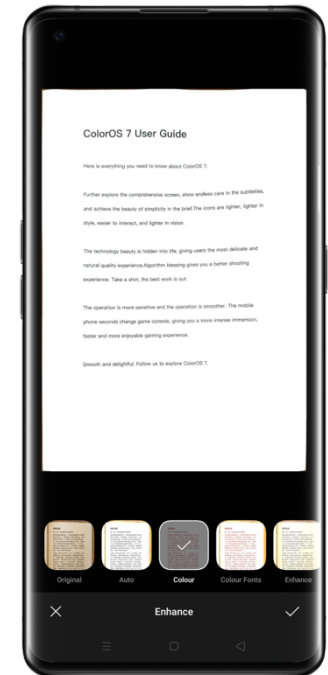 ColorOS 7 User Guide
Here is everything you need to know about ColorOS 7.
Further explore the comprehensive screen, show endless care in the subtleties,
and achieve the beauty of simplicity in the brief.The icons are lighter, lighter in
style, easier to interact, and lighter in vision.
The technology beauty is hidden into life, giving users the most delicate and
natural quality experience.Algorithm blessing gives you a better shooting
experience. Take a shot, the best work is out.
The operation is more sensitive and the operation is smoother. The mobile
phone seconds change game console, giving you a more intense immersion,
faster and more enjoyable gaming experience.
Smooth and delightful. Follow us to explore ColorOS 7.
Original Auto Colour Colour Fonts Enhance
Enhance